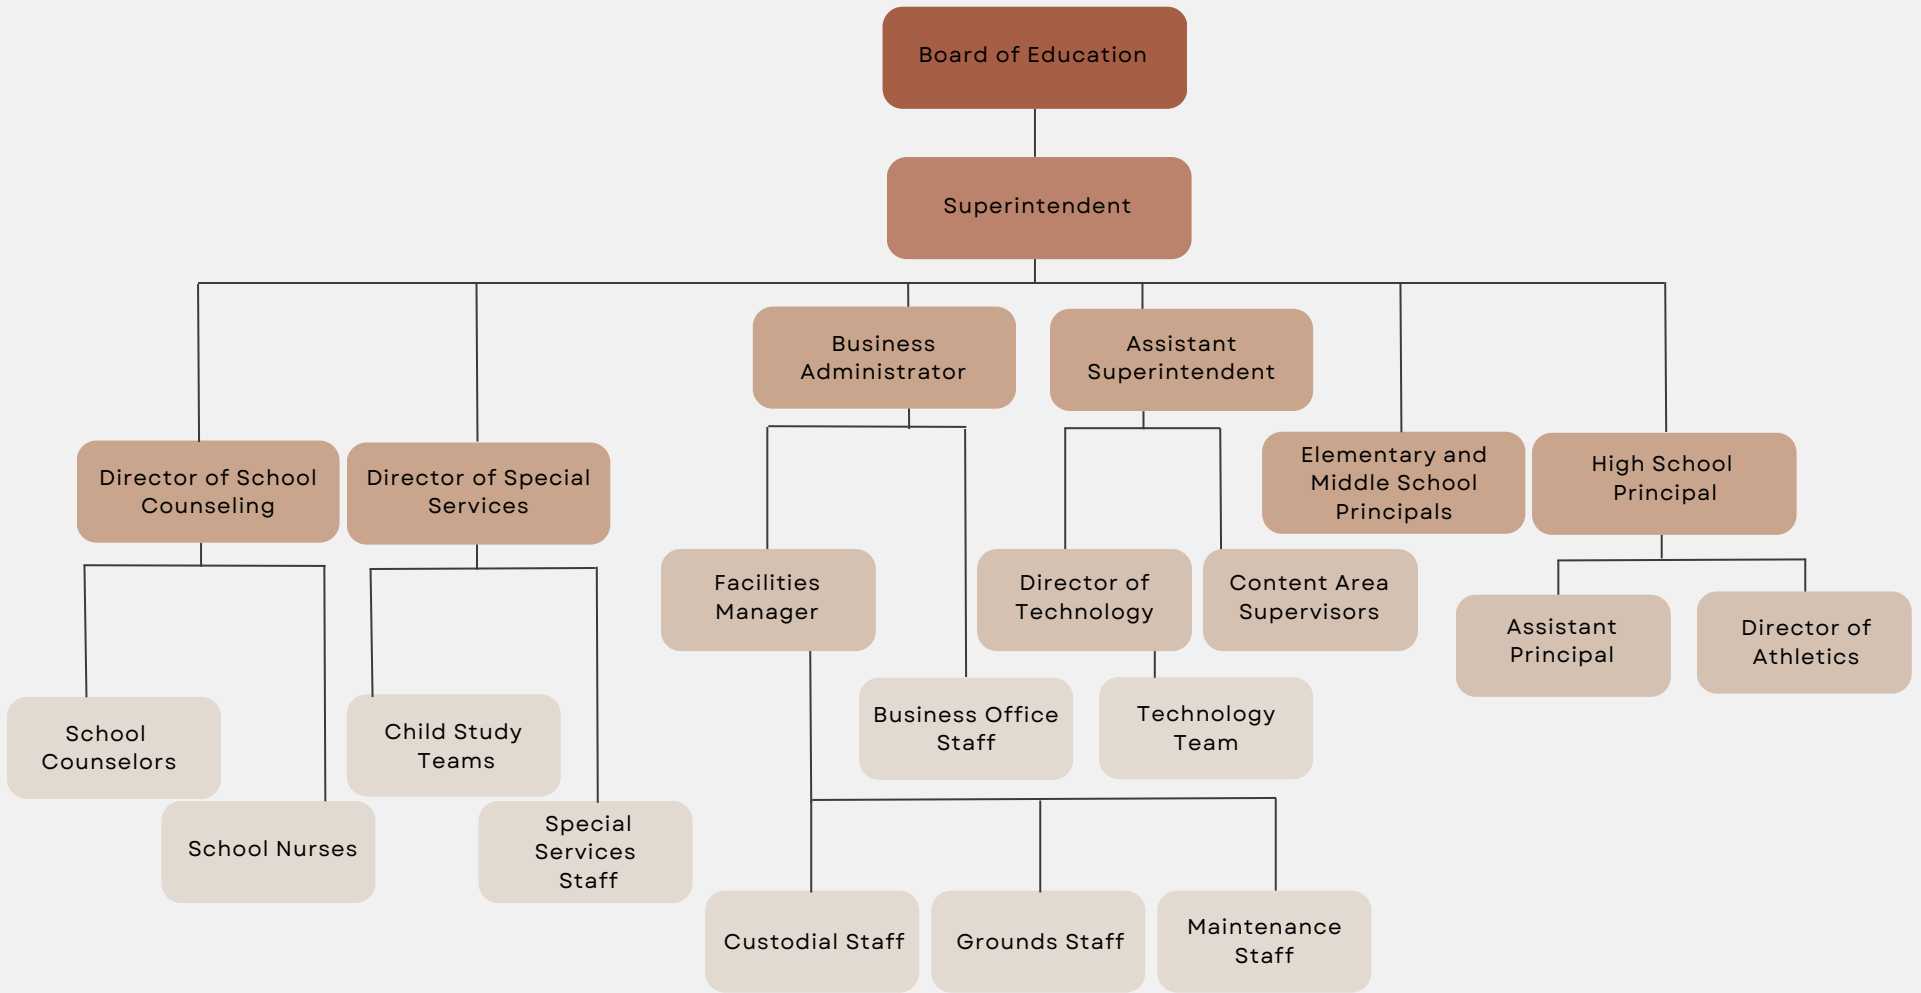 Board of Education
Superintendent
Business
Administrator
Assistant
Superintendent
Director of School
Counseling
Director of Special
Services
Elementary and
Middle School
Principals
High School
Principal
Facilities
Manager
Director of
Technology
Content Area
Supervisors
Assistant
Principal
Director of
Athletics
School
Counselors
Child Study
Teams
Business Office
Staff
Technology
Team
School Nurses
Special
Services
Staff
Custodial Staff
Grounds Staff
Maintenance
Staff